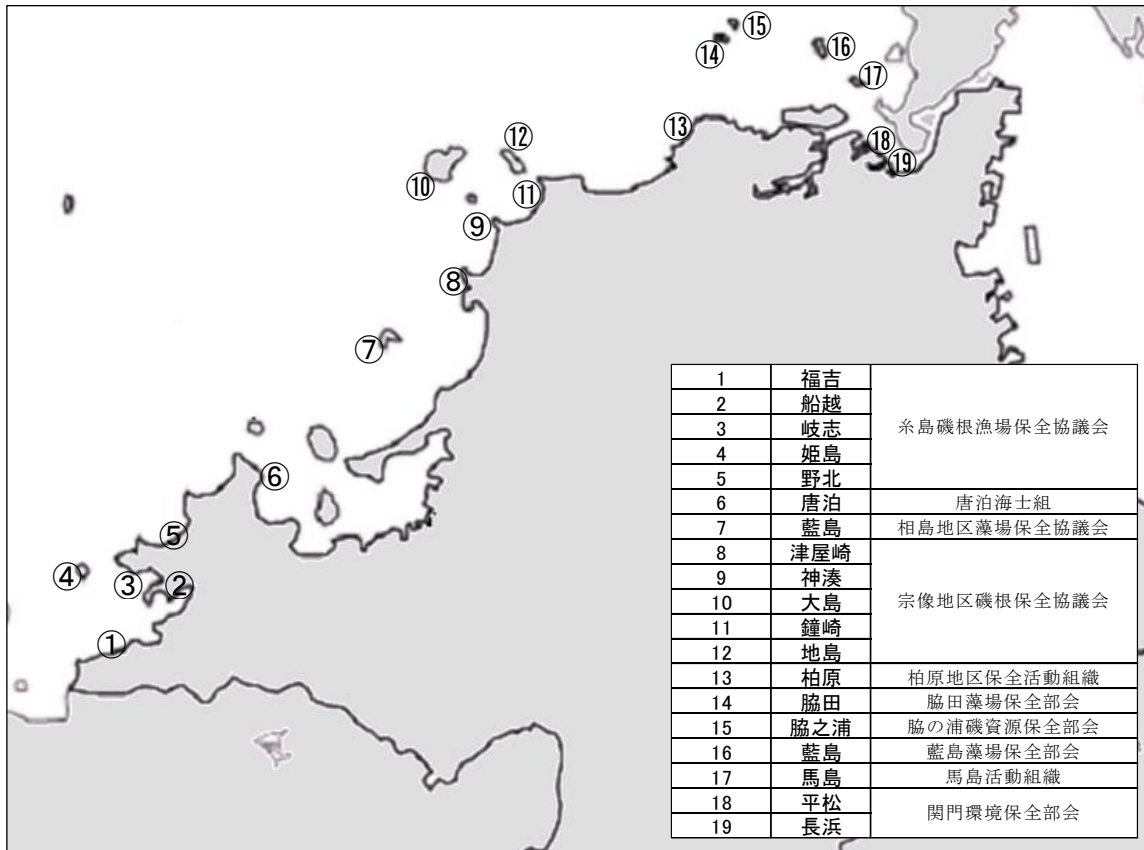 ⑮
⑭
⑯
⑰
⑬
⑱
⑲
⑫
⑩
⑪
⑨
⑧
⑦
⑥
⑤
④
③
②
①
1 福吉 糸島磯根漁場保全協議会
2 船越
3 岐志
4 姫島
5 野北
6 唐泊 唐泊海士組
7 藍島 相島地区藻場保全協議会
8 津屋崎 宗像地区磯根保全協議会
9 神湊
10 大島
11 鐘崎
12 地島
13 柏原 柏原地区保全活動組織
14 脇田 脇田藻場保全部会
15 脇之浦 脇の浦磯資源保全部会
16 藍島 藍島藻場保全部会
17 馬島 馬島活動組織
18 平松 関門環境保全部会
19 長浜